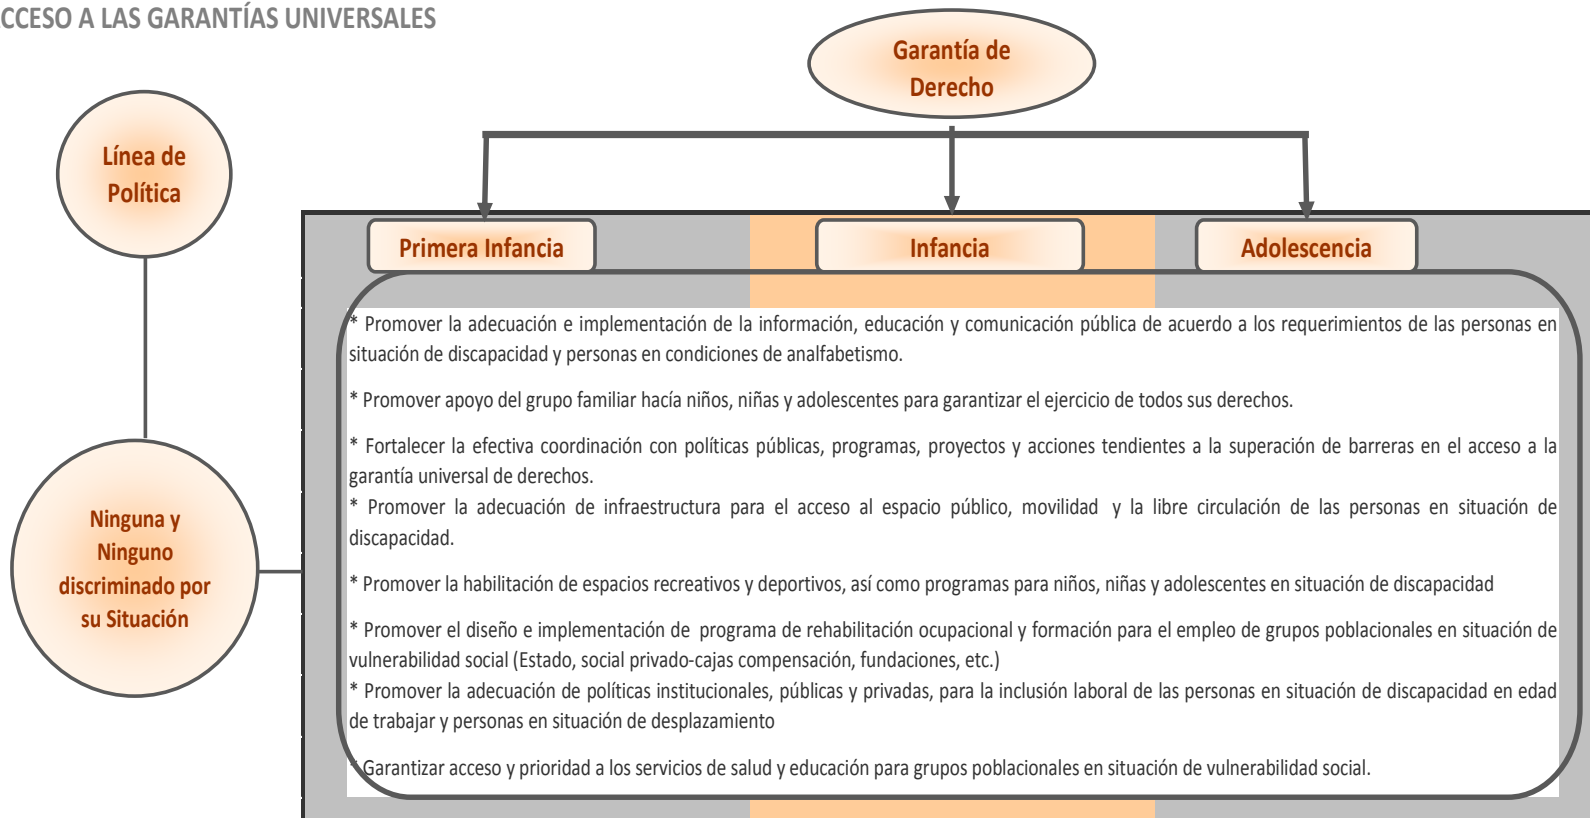 CCESO A LAS GARANTÍAS UNIVERSALES
Garantía de
Derecho
Línea de
Política
Primera Infancia
Infancia
Adolescencia
* Promover la adecuación e implementación de la información, educación y comunicación pública de acuerdo a los requerimientos de las personas en
situación de discapacidad y personas en condiciones de analfabetismo.
* Promover apoyo del grupo familiar hacía niños, niñas y adolescentes para garantizar el ejercicio de todos sus derechos.
* Fortalecer la efectiva coordinación con políticas públicas, programas, proyectos y acciones tendientes a la superación de barreras en el acceso a la
garantía universal de derechos.
* Promover la adecuación de infraestructura para el acceso al espacio público, movilidad y la libre circulación de las personas en situación de
discapacidad.
* Promover la habilitación de espacios recreativos y deportivos, así como programas para niños, niñas y adolescentes en situación de discapacidad
* Promover el diseño e implementación de programa de rehabilitación ocupacional y formación para el empleo de grupos poblacionales en situación de
vulnerabilidad social (Estado, social privado-cajas compensación, fundaciones, etc.)
* Promover la adecuación de políticas institucionales, públicas y privadas, para la inclusión laboral de las personas en situación de discapacidad en edad
de trabajar y personas en situación de desplazamiento
* Garantizar acceso y prioridad a los servicios de salud y educación para grupos poblacionales en situación de vulnerabilidad social.
Ninguna y
Ninguno
discriminado por
su Situación